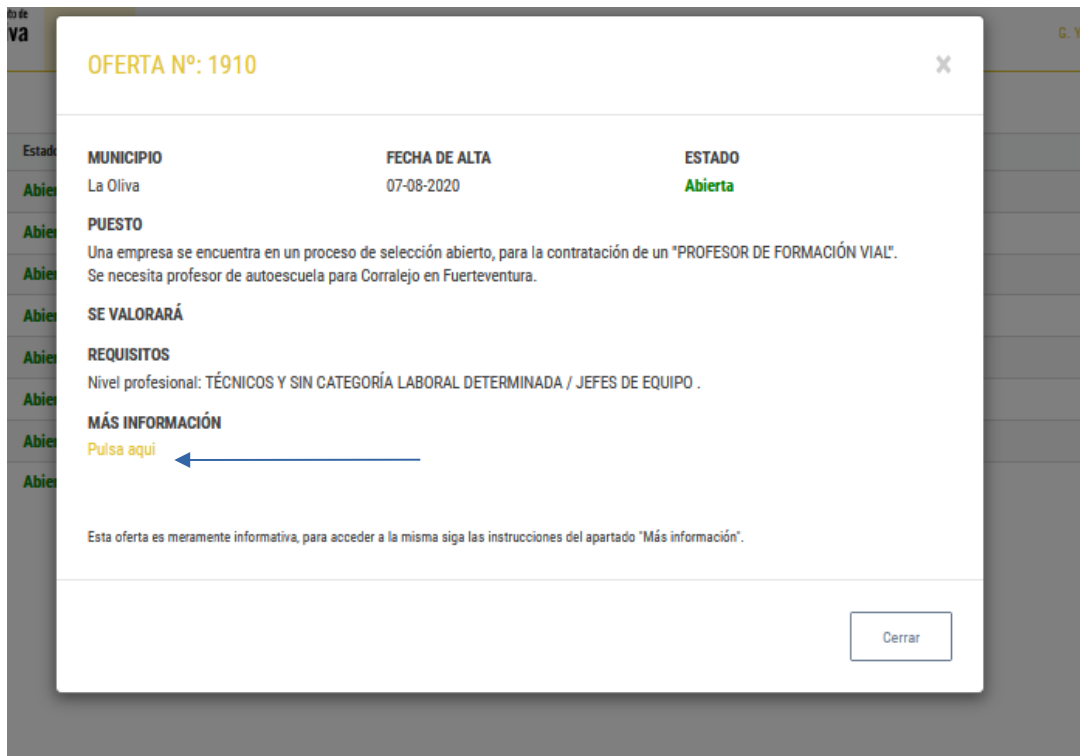 OFERTA Nº: 1910
×
MUNICIPIO
FECHA DE ALTA
ESTADO
La Oliva
07-08-2020
Abierta
PUESTO
Una empresa se encuentra en un proceso de selección abierto, para la contratación de un "PROFESOR DE FORMACIÓN VIAL".
Se necesita profesor de autoescuela para Corralejo en Fuerteventura.
SE VALORARÁ
REQUISITOS
Nivel profesional: TÉCNICOS Y SIN CATEGORÍA LABORAL DETERMINADA / JEFES DE EQUIPO .
MÁS INFORMACIÓN
Pulsa aqui
Esta oferta es meramente informativa, para acceder a la misma siga las instrucciones del apartado "Más información".
Cerrar